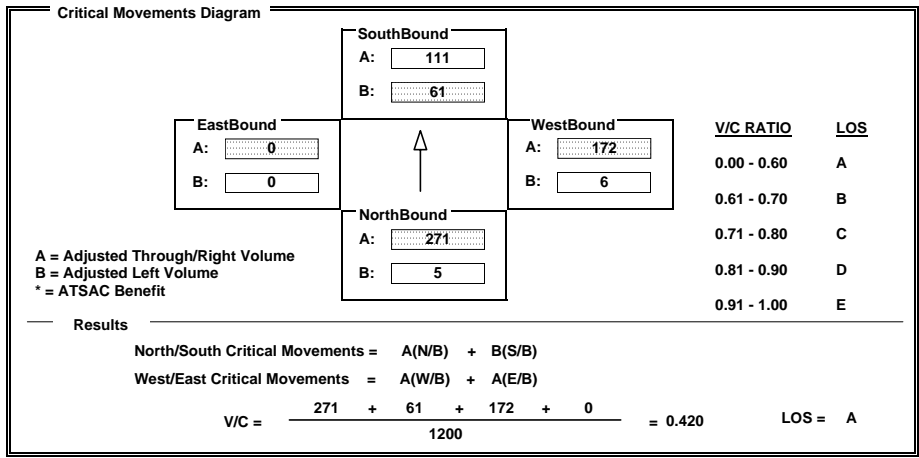 Critical Movements Diagram
SouthBound
A: 111
B: 61
EastBound
A: 0
B: 0
WestBound
A: 172
B: 6
NorthBound
A: 271
B: 5
V/C RATIO LOS
0.00 - 0.60 A
0.61 - 0.70 B
0.71 - 0.80 C
0.81 - 0.90 D
0.91 - 1.00 E
A = Adjusted Through/Right Volume
B = Adjusted Left Volume
* = ATSAC Benefit
Results
North/South Critical Movements = A(N/B) + B(S/B)
West/East Critical Movements = A(W/B) + A(E/B)
271 + 61 + 172 + 0
V/C = = 0.420 LOS = A
1200